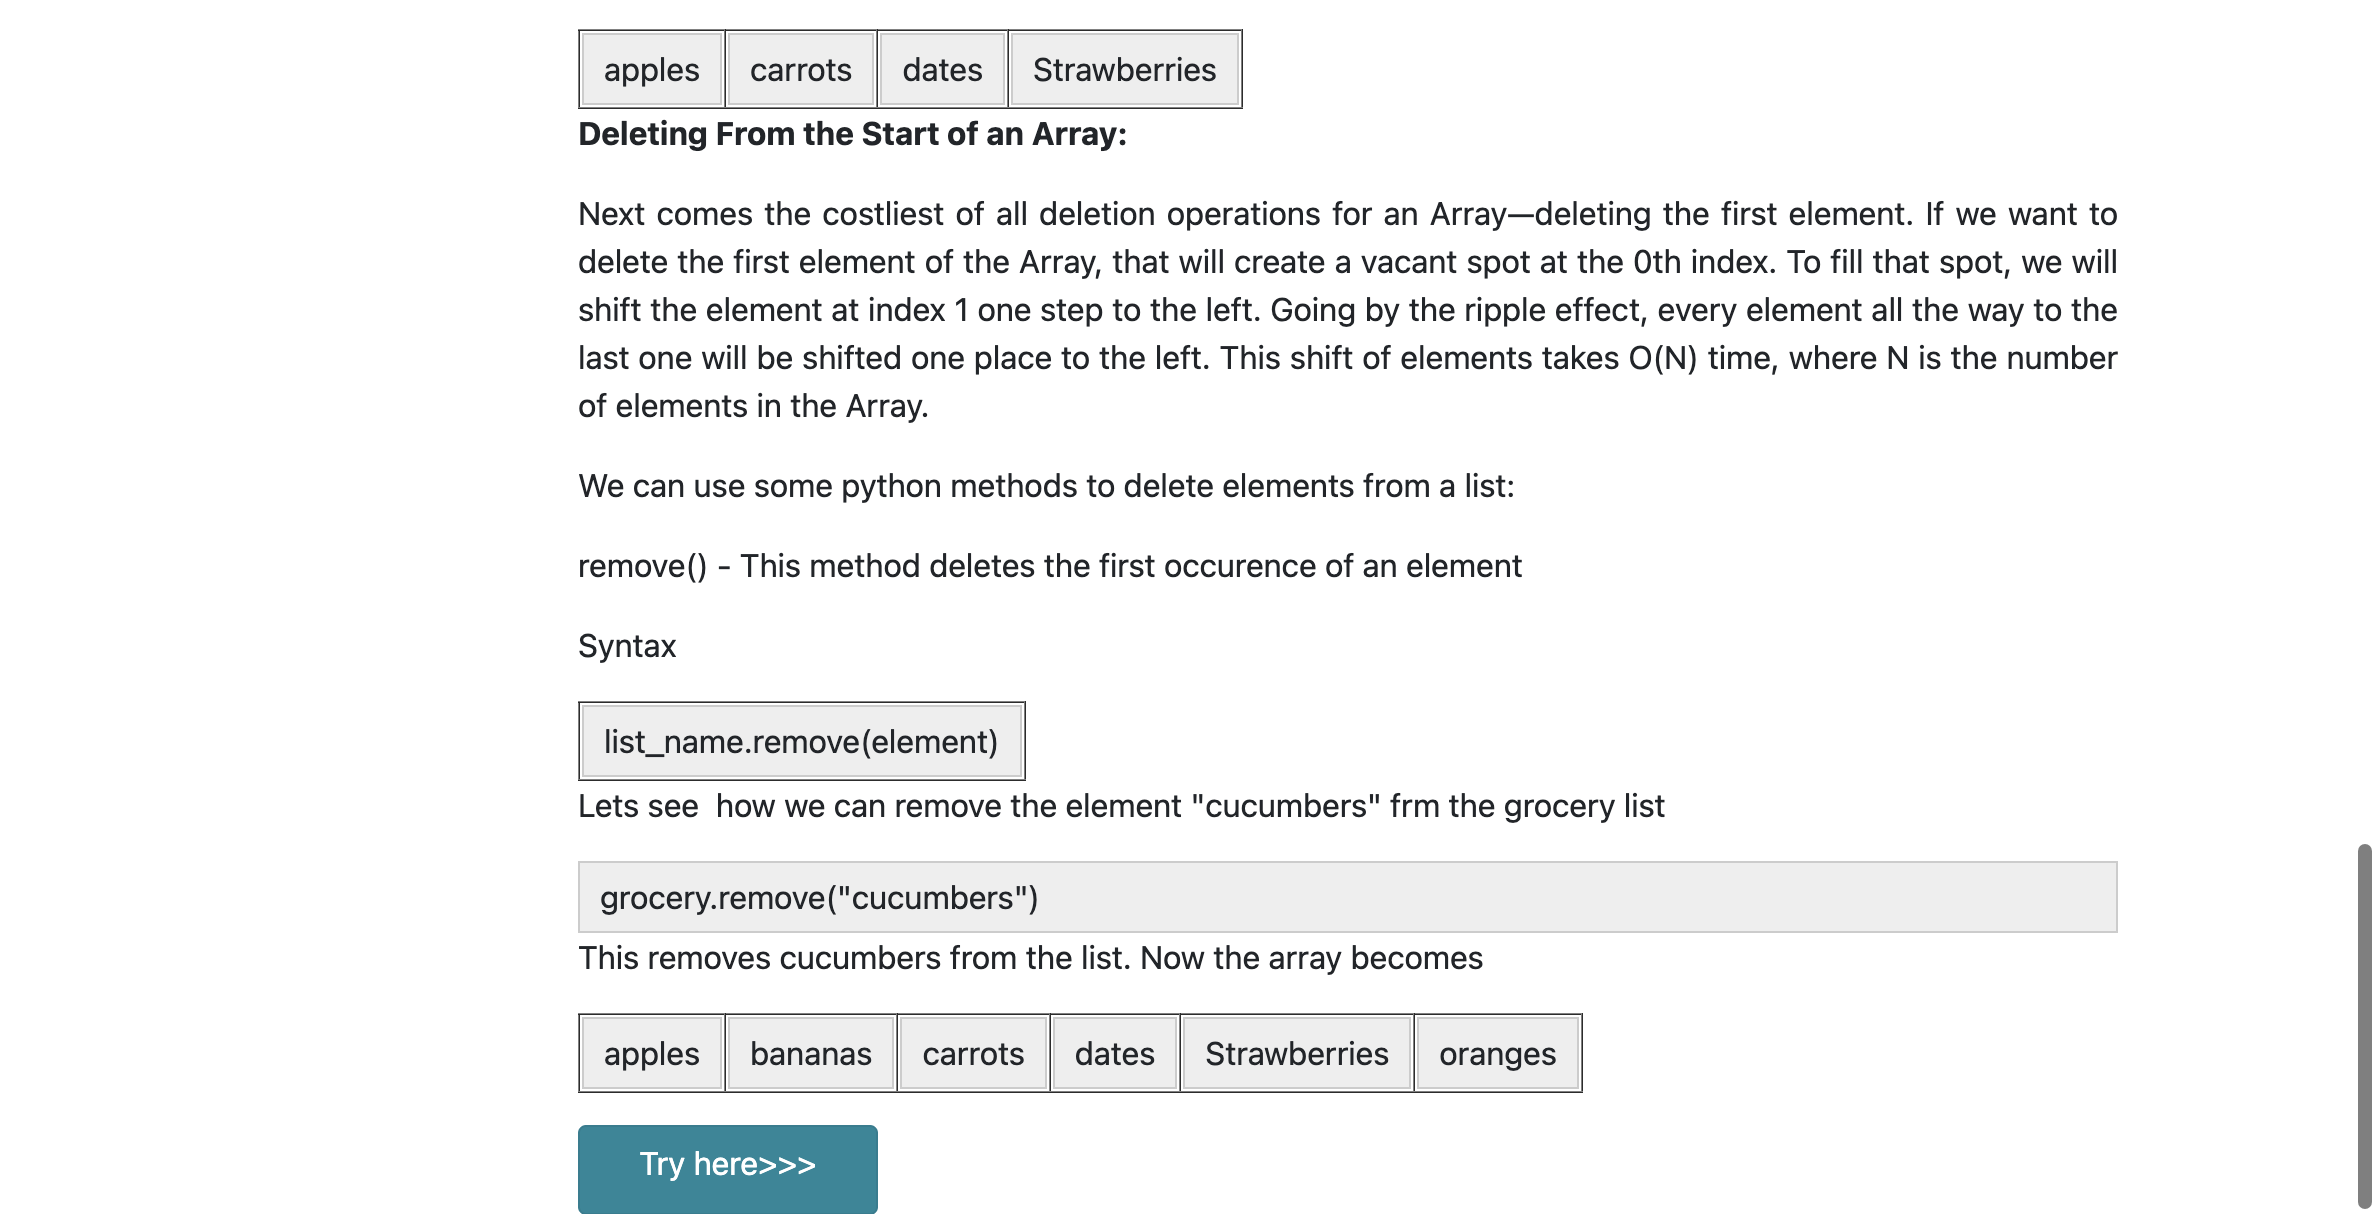 apples carrots dates Strawberries
Deleting From the Start of an Array:
Next comes the costliest of all deletion operations for an Array—deleting the first element. If we want to
delete the first element of the Array, that will create a vacant spot at the 0th index. To fill that spot, we will
shift the element at index 1 one step to the left. Going by the ripple effect, every element all the way to the
last one will be shifted one place to the left. This shift of elements takes O(N) time, where N is the number
of elements in the Array.
We can use some python methods to delete elements from a list:
remove() - This method deletes the first occurence of an element
Syntax
list_name.remove(element)
Lets see  how we can remove the element "cucumbers" frm the grocery list
grocery.remove("cucumbers")
This removes cucumbers from the list. Now the array becomes
apples bananas carrots dates Strawberries oranges
Try here>>>